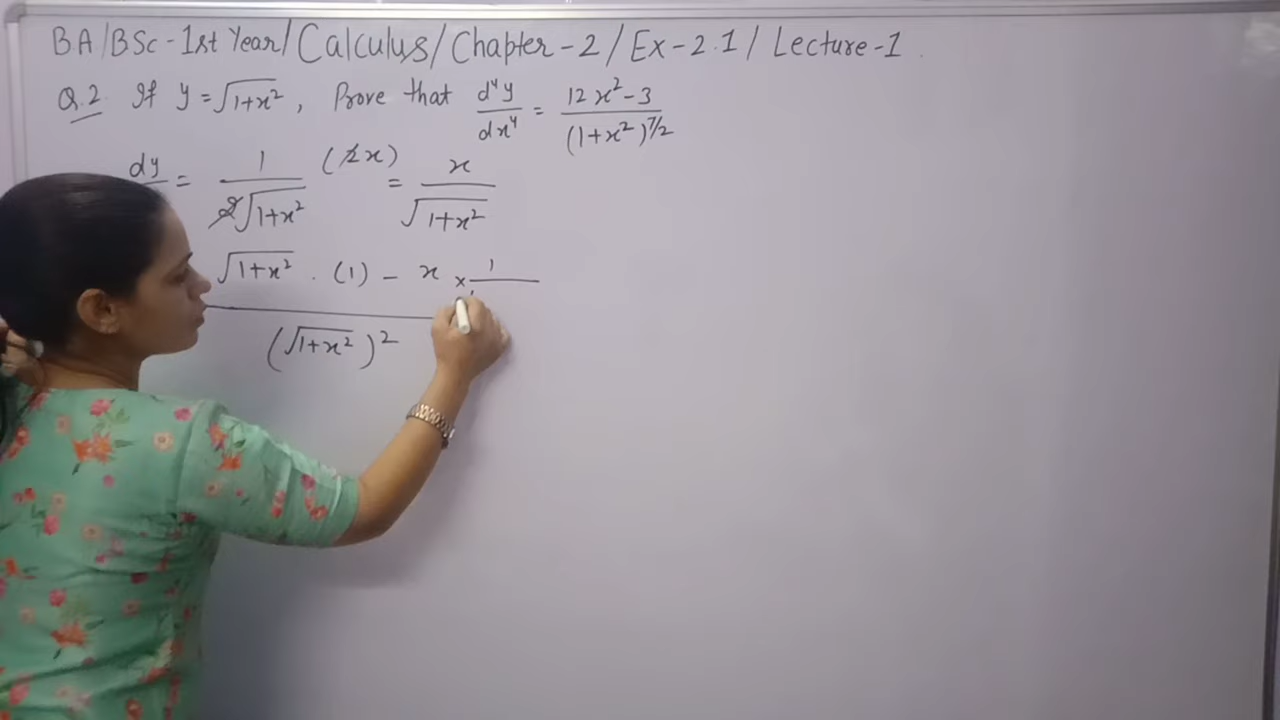 BA/BSc-1st Year/Calculus/Chapter-2/Ex-2.1/Lecture-1
Q.2 If y = √(1+x²), Prove that d⁴y/dx⁴ = (12x²-3)/(1+x²)^(7/2)
dy = 1/(2√(1+x²)) (2x) = x/√(1+x²)
√(1+x²) . (1) - x × 1
(√(1+x²))²